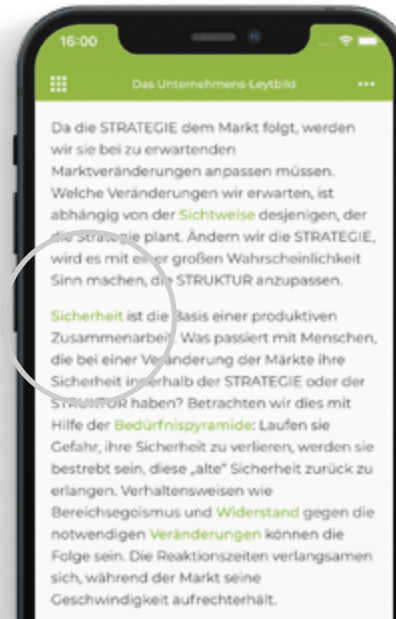 16:00
Das Unternehmens-Leytbild
Da die STRATEGIE dem Markt folgt, werden
wir sie bei zu erwartenden
Marktveränderungen anpassen müssen.
Welche Veränderungen wir erwarten, ist
abhängig von der Sichtweise desjenigen, der
die Strategie plant. Ändern wir die STRATEGIE,
wird es mit einer großen Wahrscheinlichkeit
Sinn machen, die STRUKTUR anzupassen.
Sicherheit ist die Basis einer produktiven
Zusammenarbeit. Was passiert mit Menschen,
die bei einer Veränderung der Märkte ihre
Sicherheit innerhalb der STRATEGIE oder der
STRUKTUR haben? Betrachten wir dies mit
Hilfe der Bedürfnispyramide: Laufen sie
Gefahr, ihre Sicherheit zu verlieren, werden sie
bestrebt sein, diese „alte" Sicherheit zurück zu
erlangen. Verhaltensweisen wie
Bereichsegoismus und Widerstand gegen die
notwendigen Veränderungen können die
Folge sein. Die Reaktionszeiten verlangsamen
sich, während der Markt seine
Geschwindigkeit aufrechterhält.